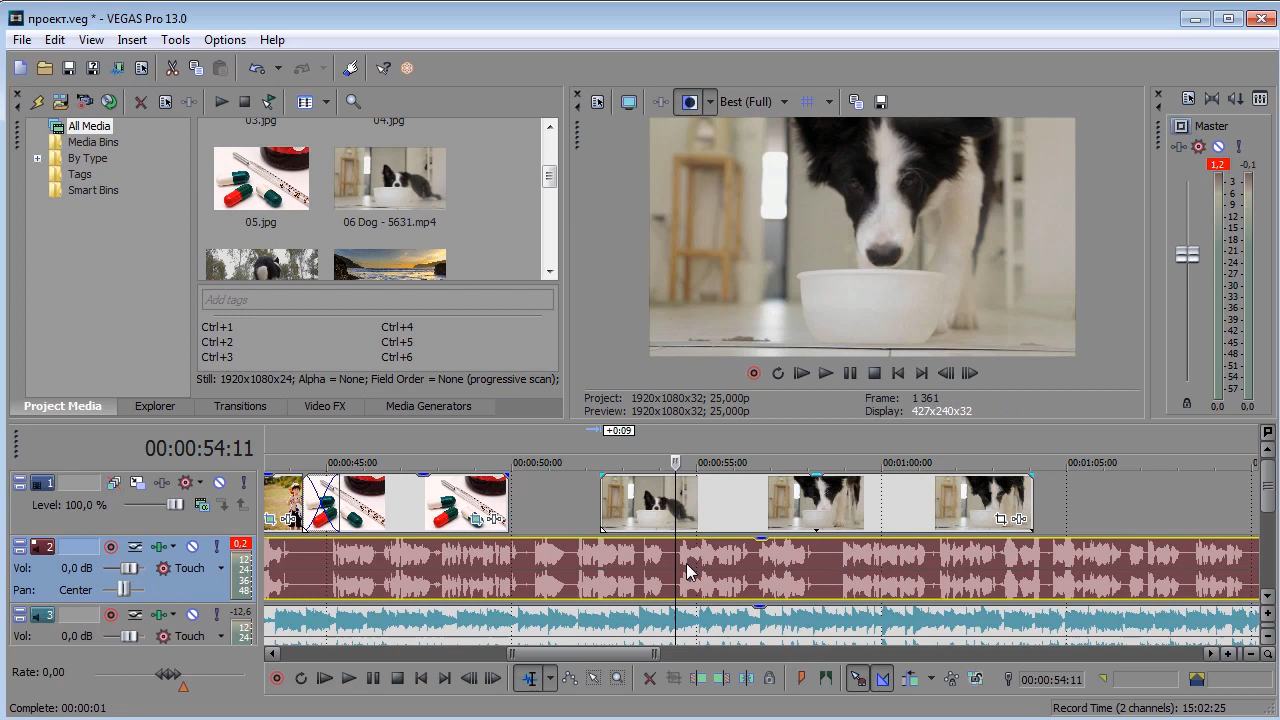 проект.veg * - VEGAS Pro 13.0
File Edit View Insert Tools Options Help
Best (Full)
All Media
Media Bins
By Type
Tags
Smart Bins
03.jpg 04.jpg
05.jpg 06 Dog - 5631.mp4
Add tags
Ctrl+1 Ctrl+4
Ctrl+2 Ctrl+5
Ctrl+3 Ctrl+6
Still: 1920x1080x24; Alpha = None; Field Order = (progressive scan);
Project Media Explorer Transitions Video FX Media Generators
Project: 1920x1080x32; 25,000p Frame: 1 361
Preview: 1920x1080x32; 25,000p Display: 427x240x32
Master
1,2 -0,1
3
6
9
12
15
18
21
24
27
30
33
36
39
42
45
48
51
54
57
0,0 0,0
+0:09
00:00:54:11
00:00:45:00 00:00:50:00 00:00:55:00 00:01:00:00 00:01:05:00
1
Level: 100,0 %
2 0,2
Vol: 0,0 dB Touch
Pan: Center
12
24
36
48
3 -12,6
Vol: 0,0 dB Touch
12
24
Rate: 0,00
00:00:54:11
Complete: 00:00:01
Record Time (2 channels): 15:02:25